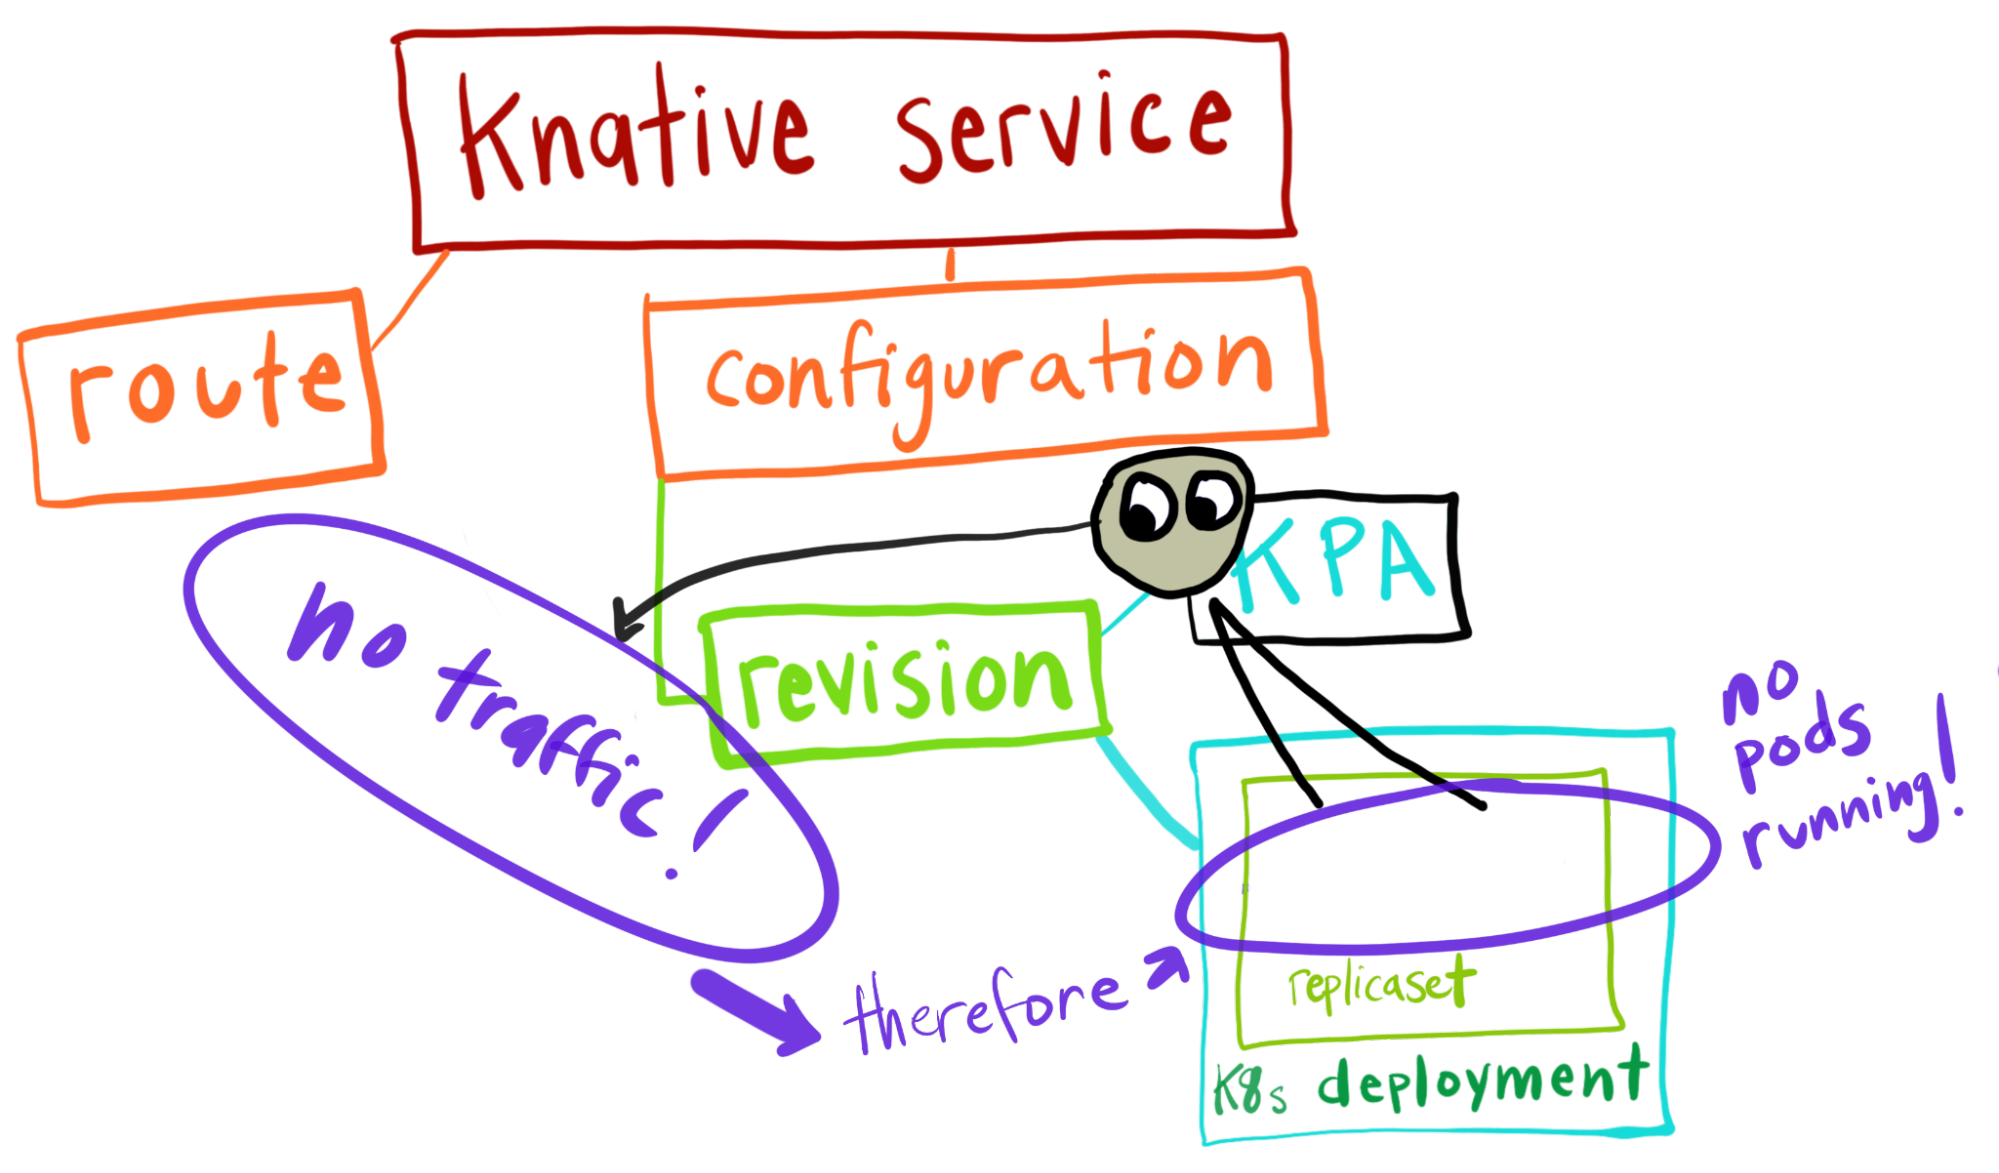 Knative service
route
configuration
KPA
no traffic!
revision
no
pods
running!
therefore
replicaset
K8s deployment